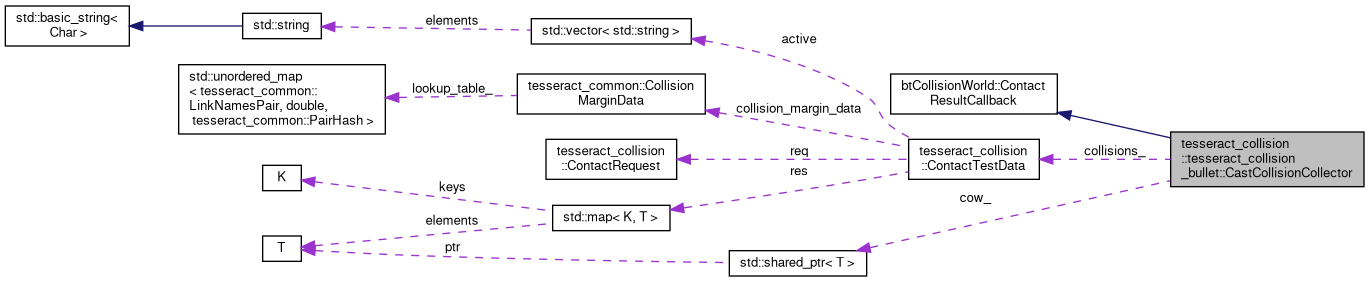 std::basic_string<
Char >
std::string
elements
std::vector< std::string >
active
std::unordered_map
< tesseract_common::
LinkNamesPair, double,
tesseract_common::PairHash >
lookup_table_
tesseract_common::Collision
MarginData
collision_margin_data
btCollisionWorld::Contact
ResultCallback
tesseract_collision
::ContactRequest
req
res
tesseract_collision
::ContactTestData
collisions_
tesseract_collision
::tesseract_collision
_bullet::CastCollisionCollector
K
keys
std::map< K, T >
elements
T
ptr
std::shared_ptr< T >
cow_